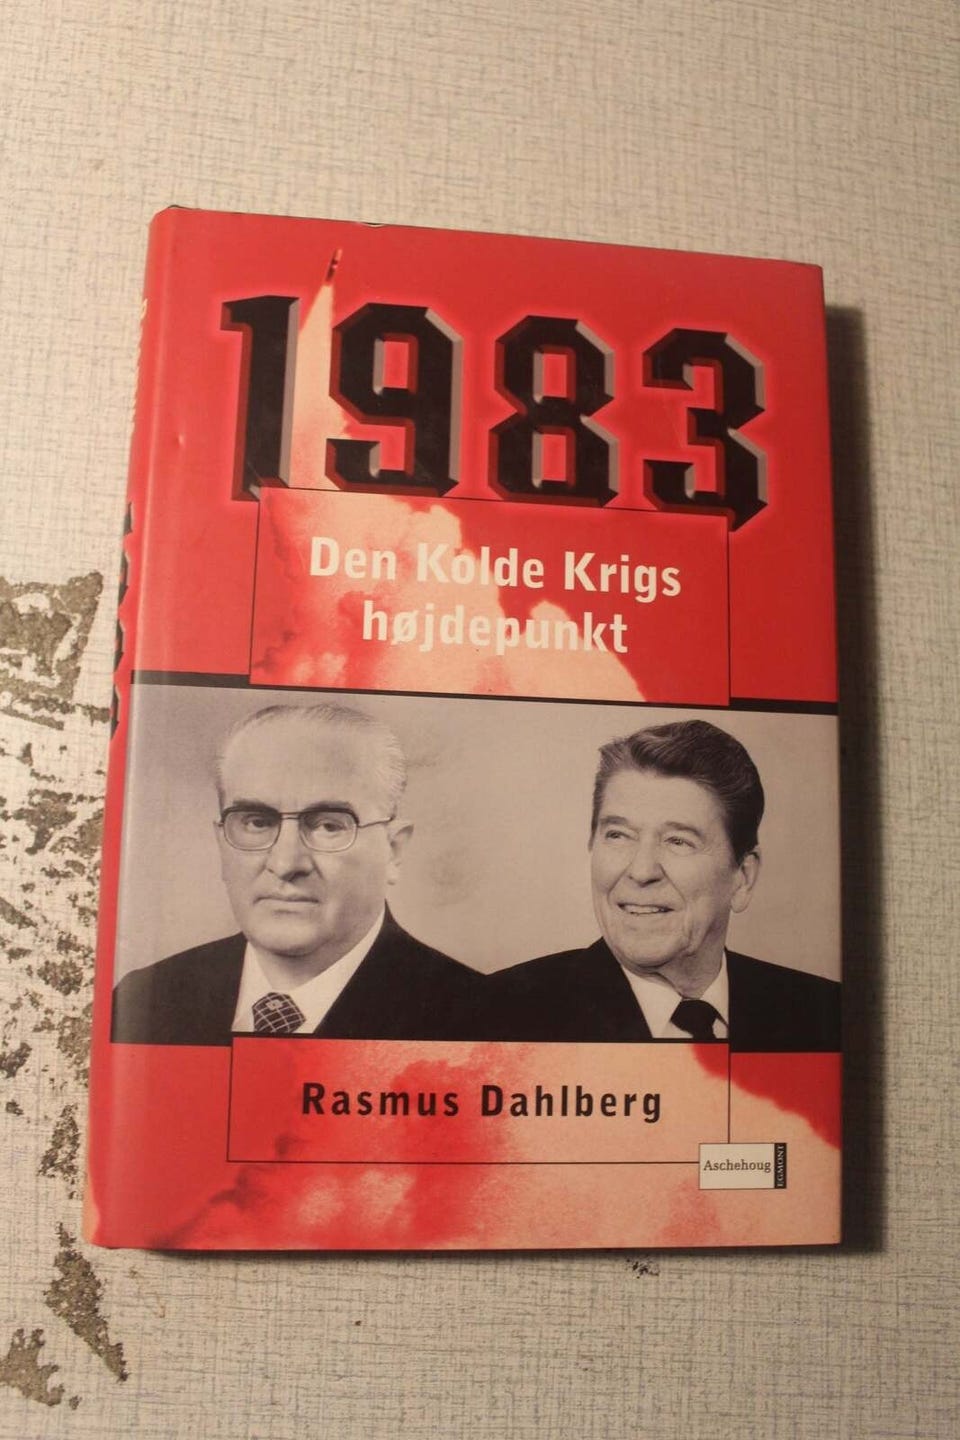 1983
Den Kolde Krigs
højdepunkt
Rasmus Dahlberg
Aschehoug
EGMONT